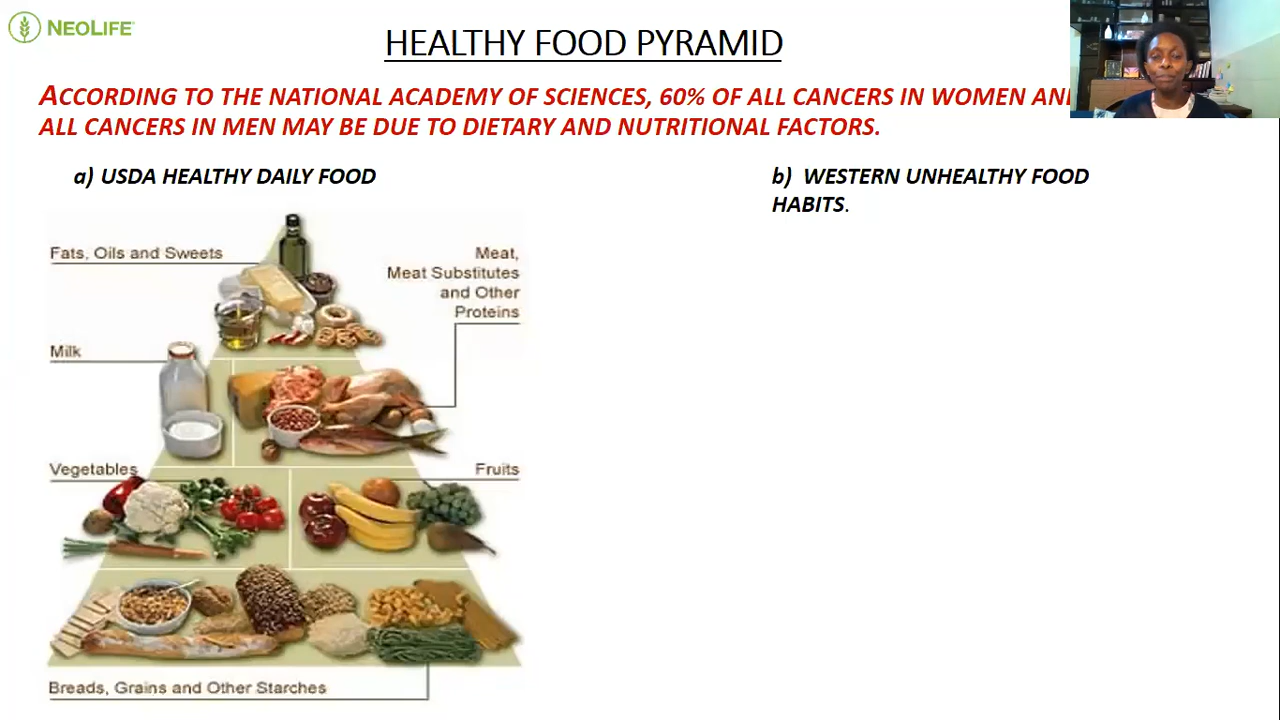 NEOLIFE
HEALTHY FOOD PYRAMID
ACCORDING TO THE NATIONAL ACADEMY OF SCIENCES, 60% OF ALL CANCERS IN WOMEN
ALL CANCERS IN MEN MAY BE DUE TO DIETARY AND NUTRITIONAL FACTORS.
a) USDA HEALTHY DAILY FOOD
b) WESTERN UNHEALTHY FOOD
HABITS.
Fats, Oils and Sweets
Meat,
Meat Substitutes
and Other
Proteins
Milk
Vegetables
Fruits
Breads, Grains and Other Starches